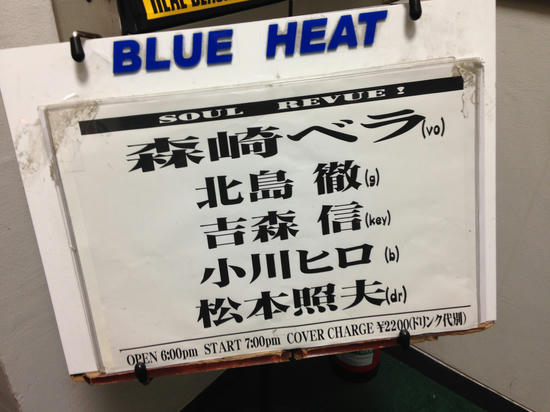 BLUE HEAT
SOUL REVUE!
森崎ベラ(vo)
北島 徹(g)
吉森 信(key)
小川ヒロ(b)
松本照夫(dr)
OPEN 6:00pm START 7:00pm COVER CHARGE ¥2200(ドリンク代別)